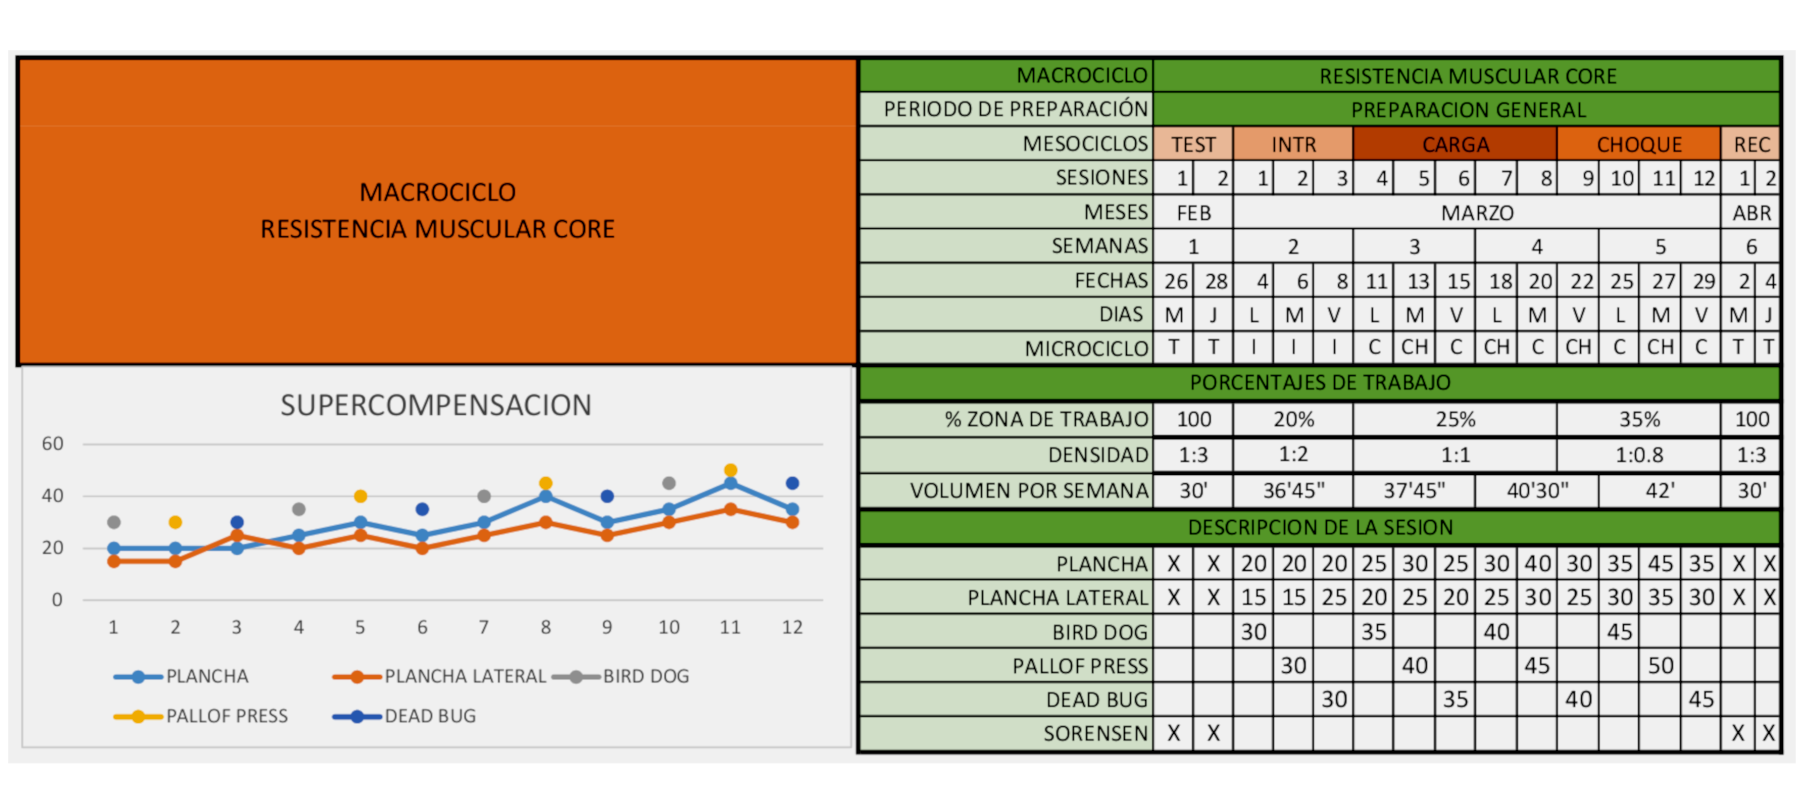 MACROCICLO
RESISTENCIA MUSCULAR CORE
MACROCICLO RESISTENCIA MUSCULAR CORE
PERIODO DE PREPARACIÓN PREPARACION GENERAL
MESOCICLOS TEST INTR CARGA CHOQUE REC
SESIONES 1 2 1 2 3 4 5 6 7 8 9 10 11 12 1 2
MESES FEB MARZO ABR
SEMANAS 1 2 3 4 5 6
FECHAS 26 28 4 6 8 11 13 15 18 20 22 25 27 29 2 4
DIAS M J L M V L M V L M V L M V M J
MICROCICLO T T I I I C CH C CH C CH C CH C T T
PORCENTAJES DE TRABAJO
% ZONA DE TRABAJO 100 20% 25% 35% 100
DENSIDAD 1:3 1:2 1:1 1:0.8 1:3
VOLUMEN POR SEMANA 30' 36'45" 37'45" 40'30" 42' 30'
DESCRIPCION DE LA SESION
PLANCHA X X 20 20 20 25 30 25 30 40 30 35 45 35 X X
PLANCHA LATERAL X X 15 15 25 20 25 20 25 30 25 30 35 30 X X
BIRD DOG 30 35 40 45
PALLOF PRESS 30 40 45 50
DEAD BUG 30 35 40 45
SORENSEN X X X X
SUPERCOMPENSACION
60
40
20
0
1 2 3 4 5 6 7 8 9 10 11 12
PLANCHA PLANCHA LATERAL BIRD DOG
PALLOF PRESS DEAD BUG